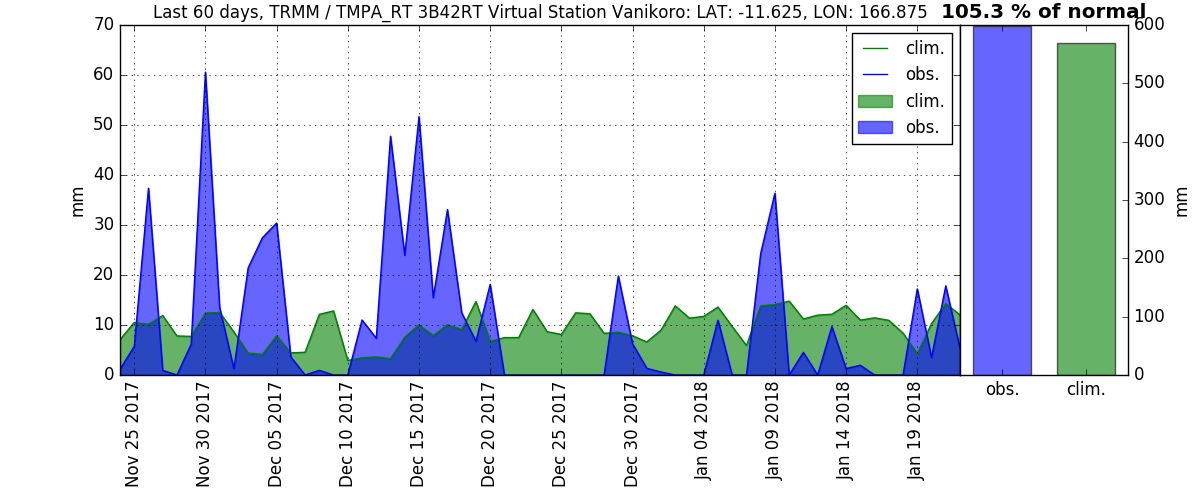 Last 60 days, TRMM / TMPA_RT 3B42RT Virtual Station Vanikoro: LAT: -11.625, LON: 166.875 105.3 % of normal
70
60
50
40
30
20
10
0
mm
clim.
obs.
clim.
obs.
600
500
400
300
200
100
0
mm
Nov 25 2017
Nov 30 2017
Dec 05 2017
Dec 10 2017
Dec 15 2017
Dec 20 2017
Dec 25 2017
Dec 30 2017
Jan 04 2018
Jan 09 2018
Jan 14 2018
Jan 19 2018
obs.
clim.